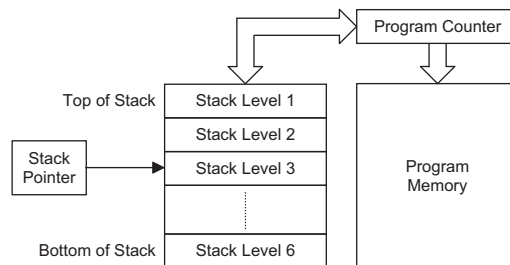 Program Counter
Top of Stack
Stack Level 1
Stack Level 2
Stack
Pointer
Stack Level 3
Program
Memory
Bottom of Stack
Stack Level 6